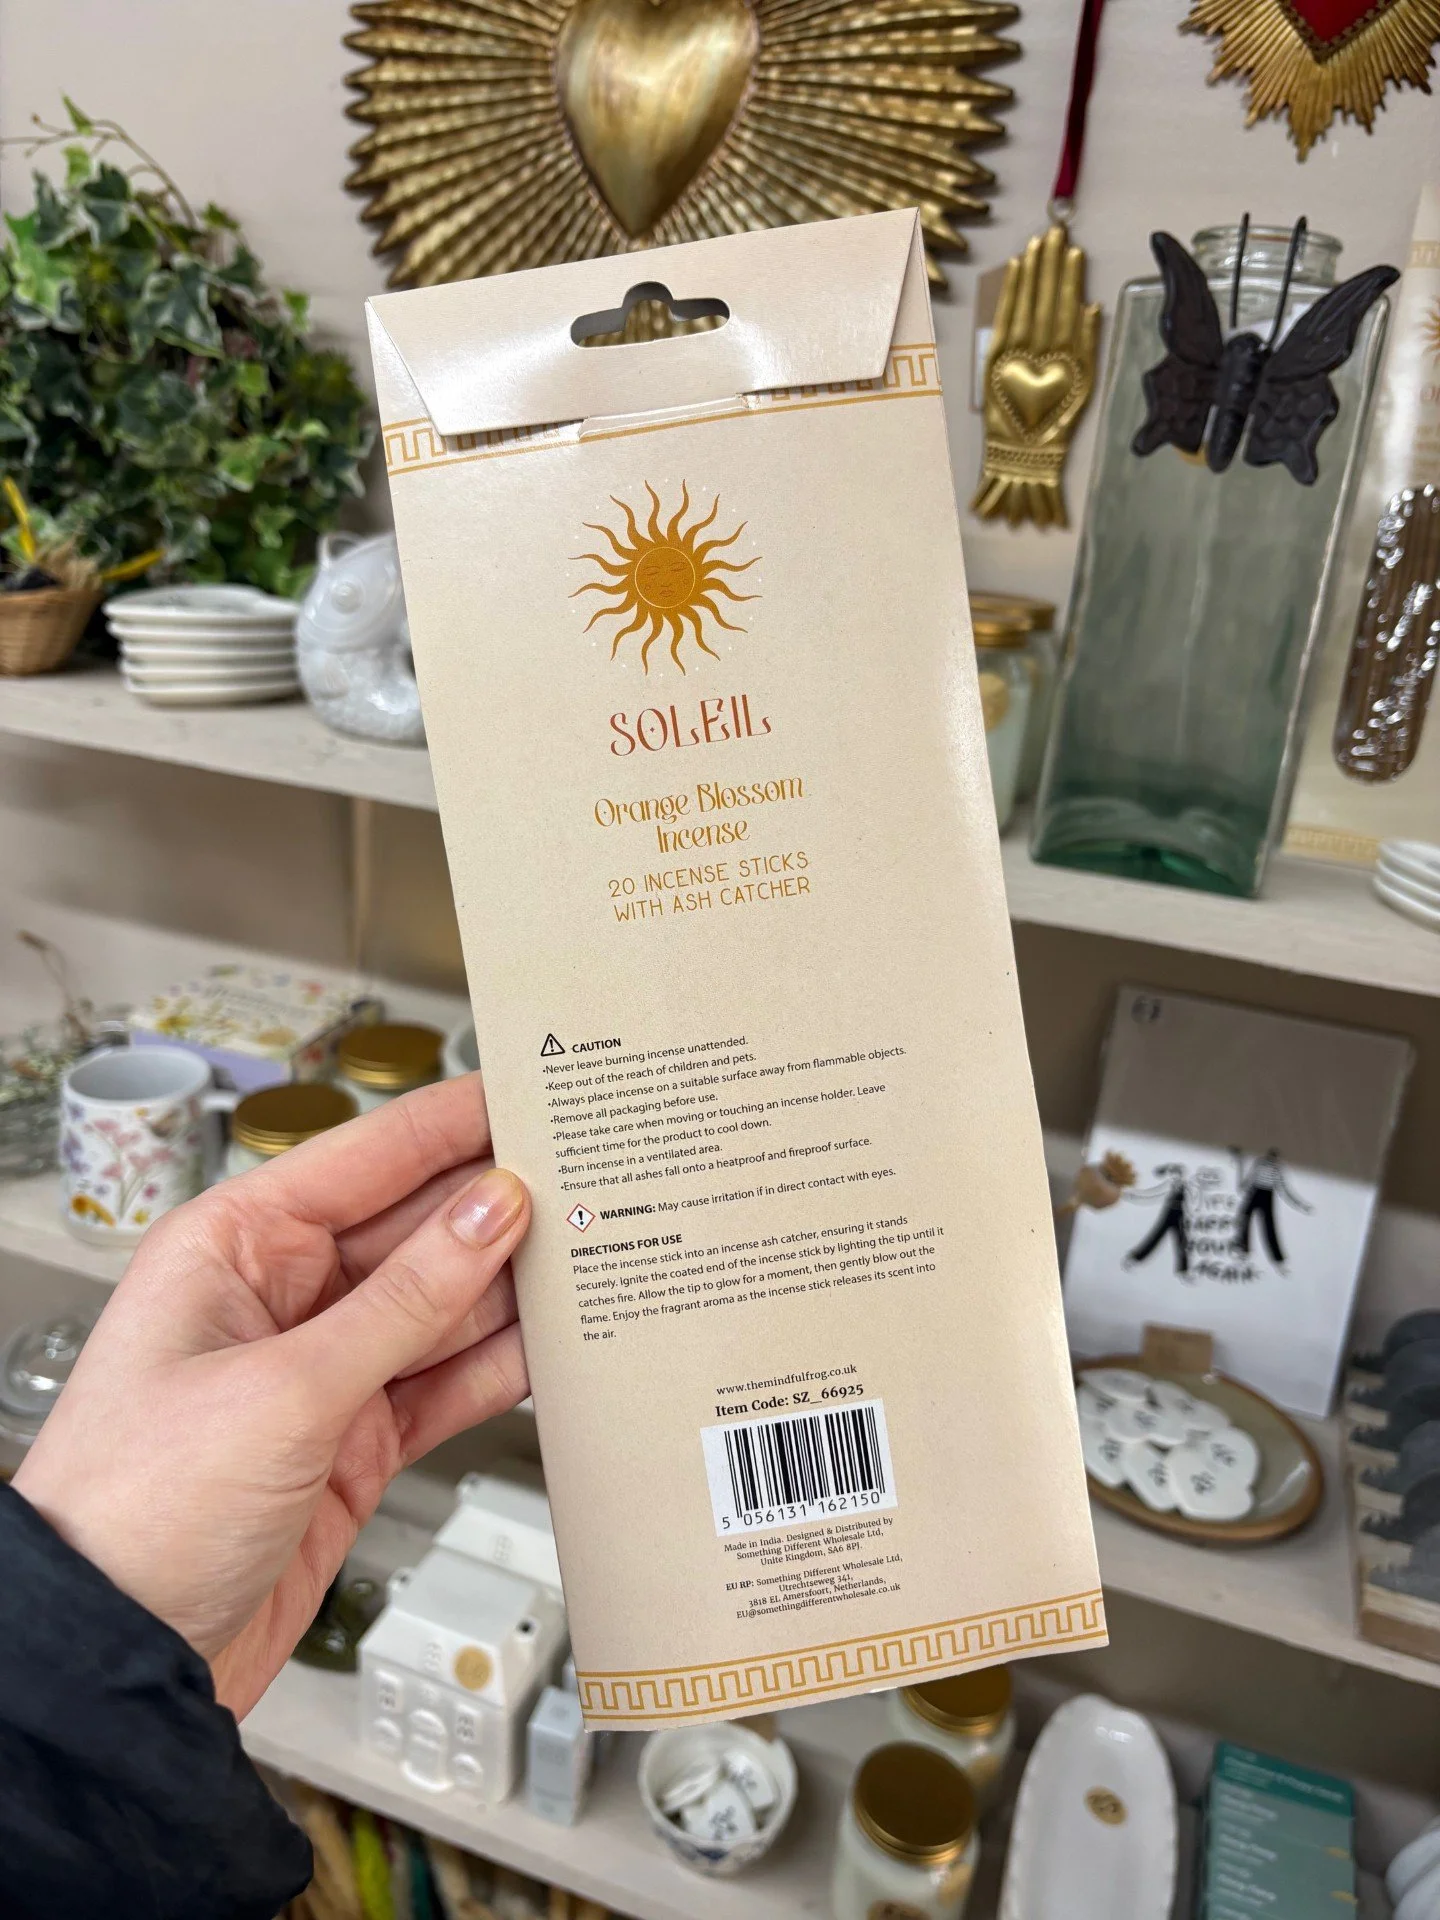 SOLEIL
Orange Blossom
Incense
20 INCENSE STICKS
WITH ASH CATCHER
CAUTION
•Never leave burning incense unattended.
•Keep out of the reach of children and pets.
•Always place incense on a suitable surface away from flammable objects.
•Remove all packaging before use.
•Please take care when moving or touching an incense holder. Leave
sufficient time for the product to cool down.
•Burn incense in a ventilated area.
•Ensure that all ashes fall onto a heatproof and fireproof surface.
WARNING: May cause irritation if in direct contact with eyes.
DIRECTIONS FOR USE
Place the incense stick into an incense ash catcher, ensuring it stands
securely. Ignite the coated end of the incense stick by lighting the tip until it
catches fire. Allow the tip to glow for a moment, then gently blow out the
flame. Enjoy the fragrant aroma as the incense stick releases its scent into
the air.
www.themindfulfrog.co.uk
Item Code: SZ_66925
5 056131 162150
Made in India. Designed & Distributed by
Something Different Wholesale Ltd,
Unite Kingdom, SA6 8PJ.
EU RP: Something Different Wholesale Ltd,
Utrechtseweg 341,
3818 EL Amersfoort, Netherlands,
EU@somethingdifferentwholesale.co.uk